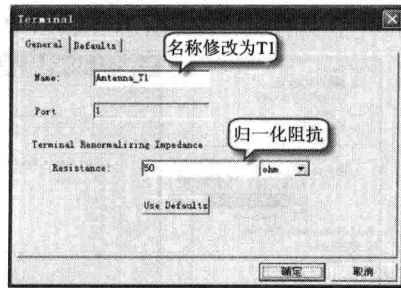 Terminal
General
Defaults
名称修改为T1
Name:
Antenna_T1
Port
1
归一化阻抗
Terminal Renormalizing Impedance
Resistance:
50
ohm
Use Defaults
确定
取消